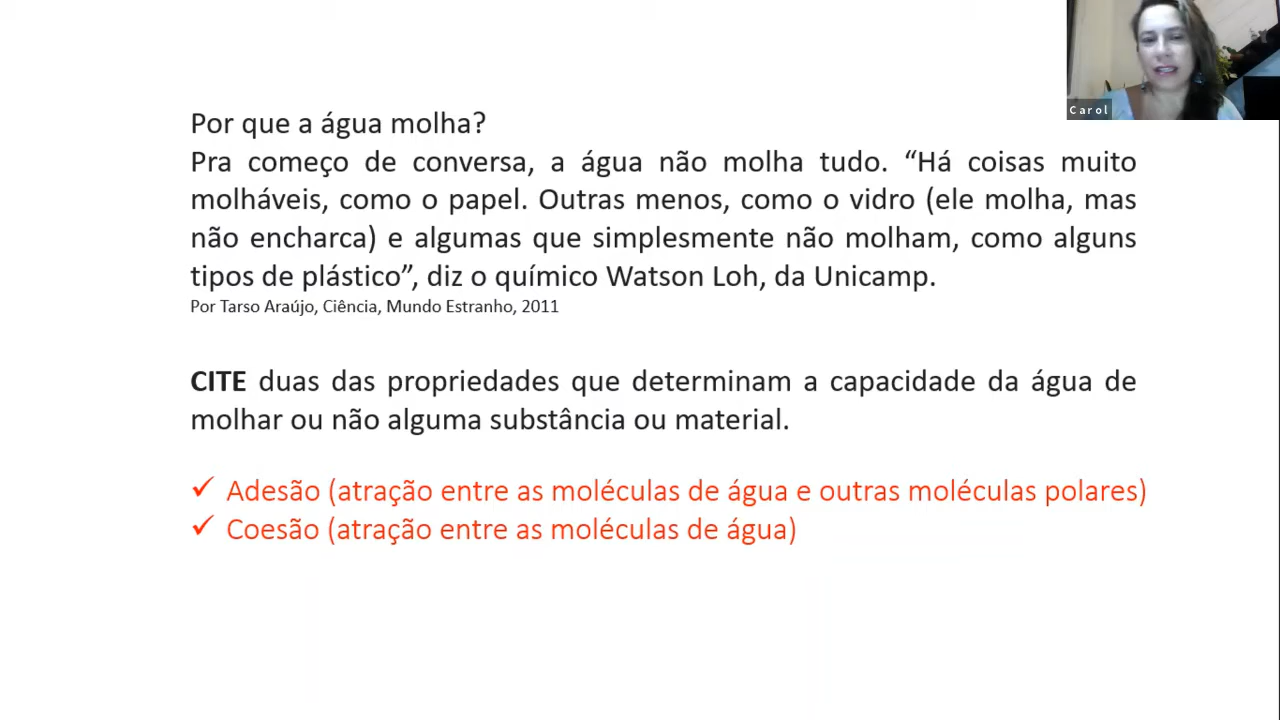 Carol
Por que a água molha?
Pra começo de conversa, a água não molha tudo. “Há coisas muito
molháveis, como o papel. Outras menos, como o vidro (ele molha, mas
não encharca) e algumas que simplesmente não molham, como alguns
tipos de plástico”, diz o químico Watson Loh, da Unicamp.
Por Tarso Araújo, Ciência, Mundo Estranho, 2011
CITE duas das propriedades que determinam a capacidade da água de
molhar ou não alguma substância ou material.
✓ Adesão (atração entre as moléculas de água e outras moléculas polares)
✓ Coesão (atração entre as moléculas de água)